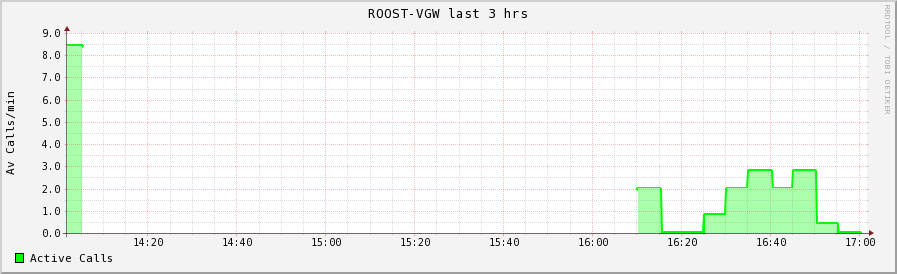 ROOST-VGW last 3 hrs
RRDTOOL / TOBI OETIKER
Av Calls/min
9.0
8.0
7.0
6.0
5.0
4.0
3.0
2.0
1.0
0.0
14:20 14:40 15:00 15:20 15:40 16:00 16:20 16:40 17:00
Active Calls